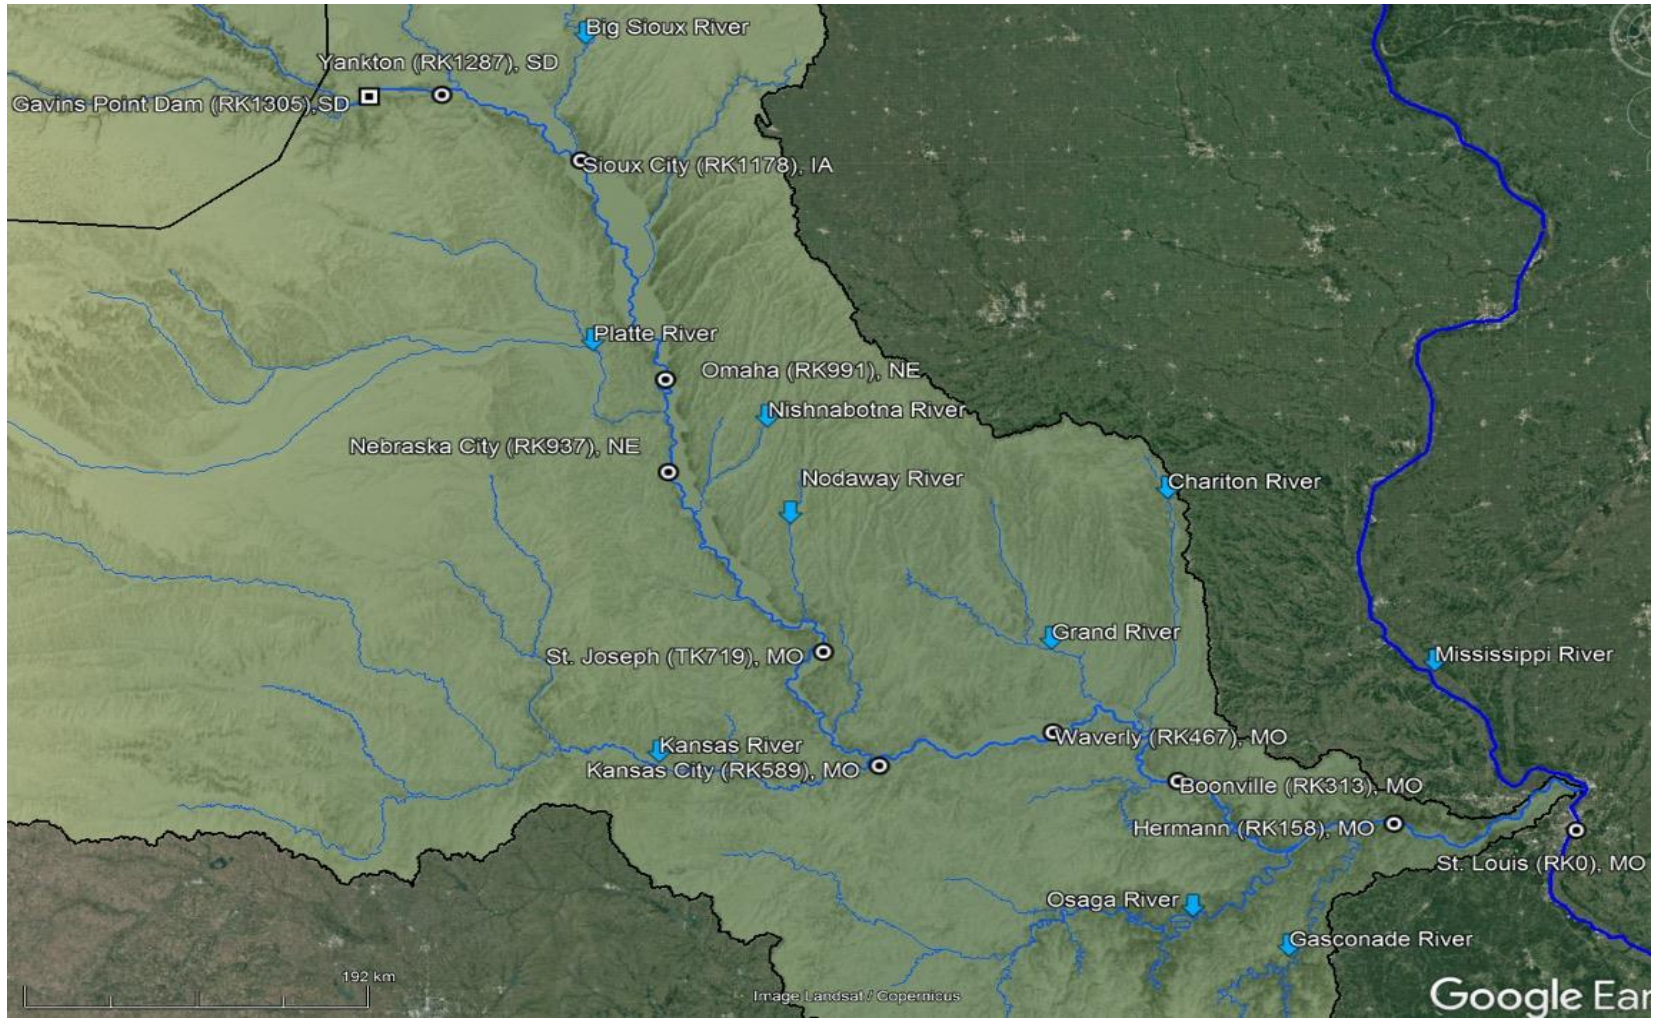 Big Sioux River
Yankton (RK1287), SD
Gavins Point Dam (RK1305),SD
Sioux City (RK1178), IA
Platte River
Omaha (RK991), NE
Nishnabotna River
Nebraska City (RK937), NE
Nodaway River
Chariton River
Grand River
St. Joseph (TK719), MO
Mississippi River
Waverly (RK467), MO
Kansas River
Kansas City (RK589), MO
Boonville (RK313), MO
Hermann (RK158), MO
St. Louis (RK0), MO
Osaga River
Gasconade River
192 km
Image Landsat / Copernicus
Google Ear